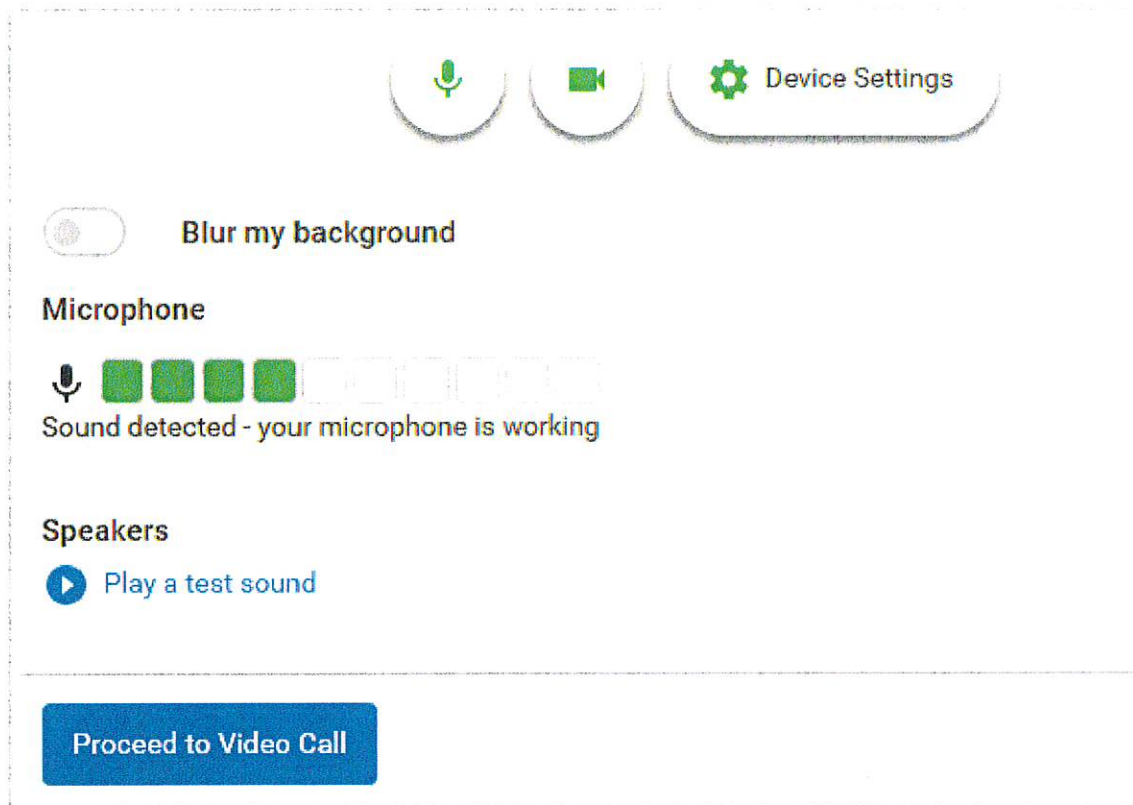 Device Settings
Blur my background
Microphone
Sound detected - your microphone is working
Speakers
Play a test sound
Proceed to Video Call